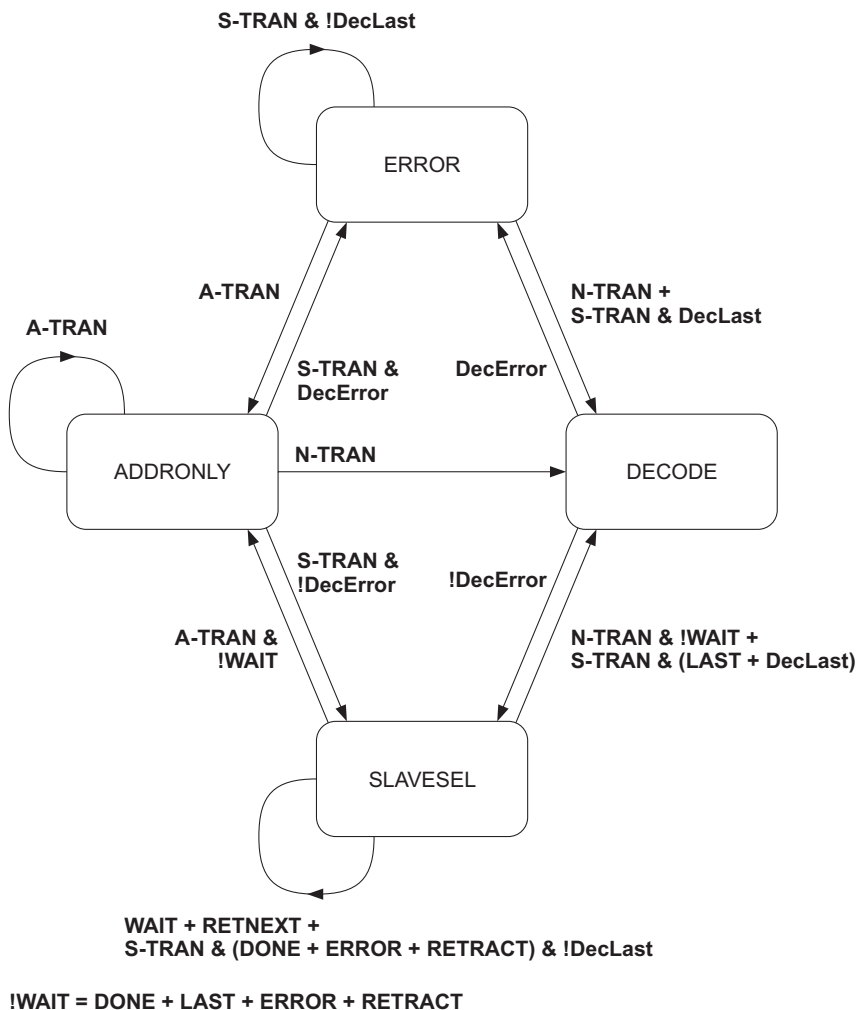 S-TRAN & !DecLast
ERROR
A-TRAN
N-TRAN +
S-TRAN & DecLast
A-TRAN
S-TRAN &
DecError
DecError
ADDRONLY
N-TRAN
DECODE
S-TRAN &
!DecError
!DecError
A-TRAN &
!WAIT
N-TRAN & !WAIT +
S-TRAN & (LAST + DecLast)
SLAVESEL
WAIT + RETNEXT +
S-TRAN & (DONE + ERROR + RETRACT) & !DecLast
!WAIT = DONE + LAST + ERROR + RETRACT